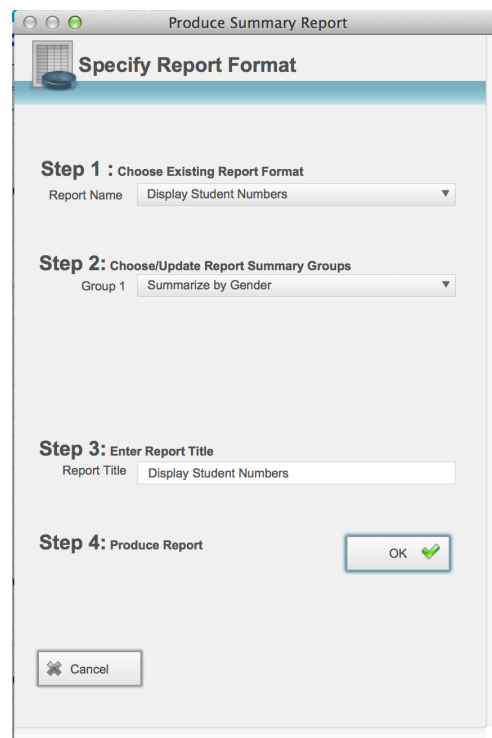 Produce Summary Report
Specify Report Format
Step 1 : Choose Existing Report Format
Report Name Display Student Numbers
Step 2: Choose/Update Report Summary Groups
Group 1 Summarize by Gender
Step 3: Enter Report Title
Report Title Display Student Numbers
Step 4: Produce Report
OK
Cancel